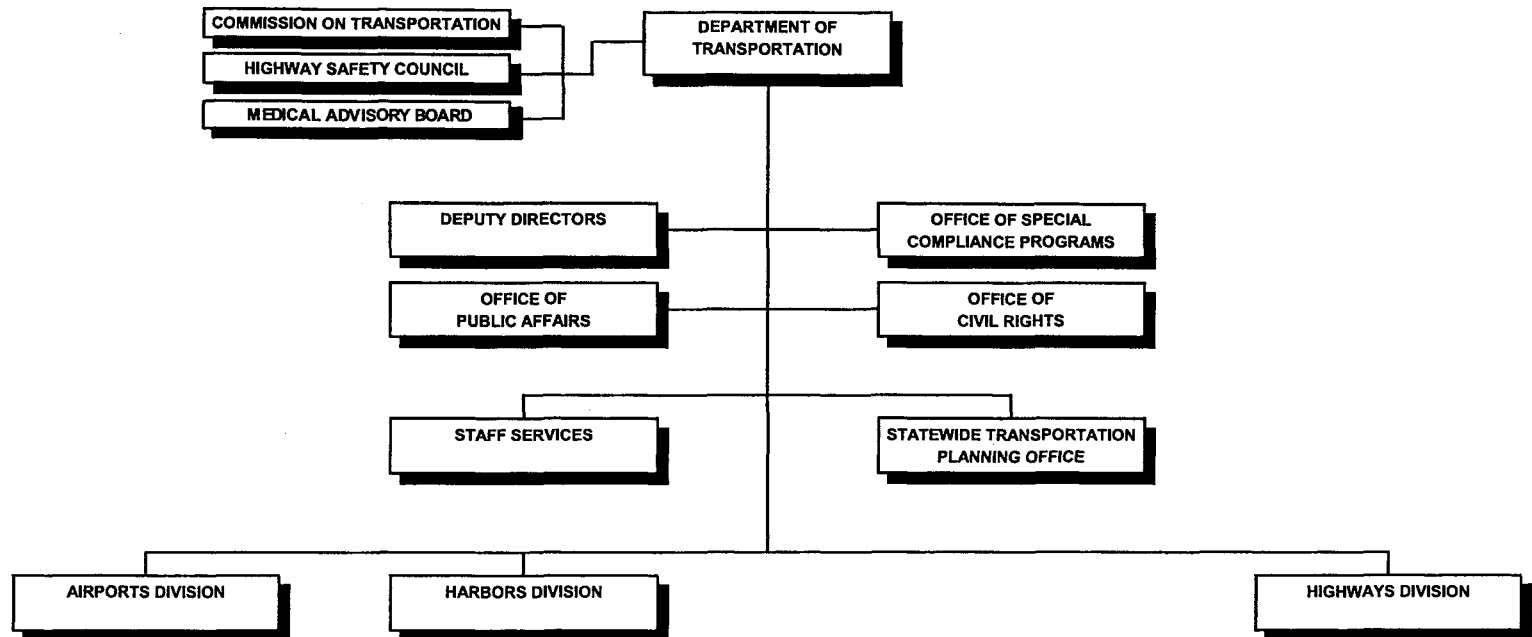 COMMISSION ON TRANSPORTATION
HIGHWAY SAFETY COUNCIL
MEDICAL ADVISORY BOARD
DEPARTMENT OF
TRANSPORTATION
DEPUTY DIRECTORS
OFFICE OF SPECIAL
COMPLIANCE PROGRAMS
OFFICE OF
PUBLIC AFFAIRS
OFFICE OF
CIVIL RIGHTS
STAFF SERVICES
STATEWIDE TRANSPORTATION
PLANNING OFFICE
AIRPORTS DIVISION
HARBORS DIVISION
HIGHWAYS DIVISION